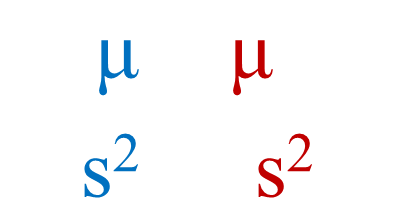 μ μ
s² s²